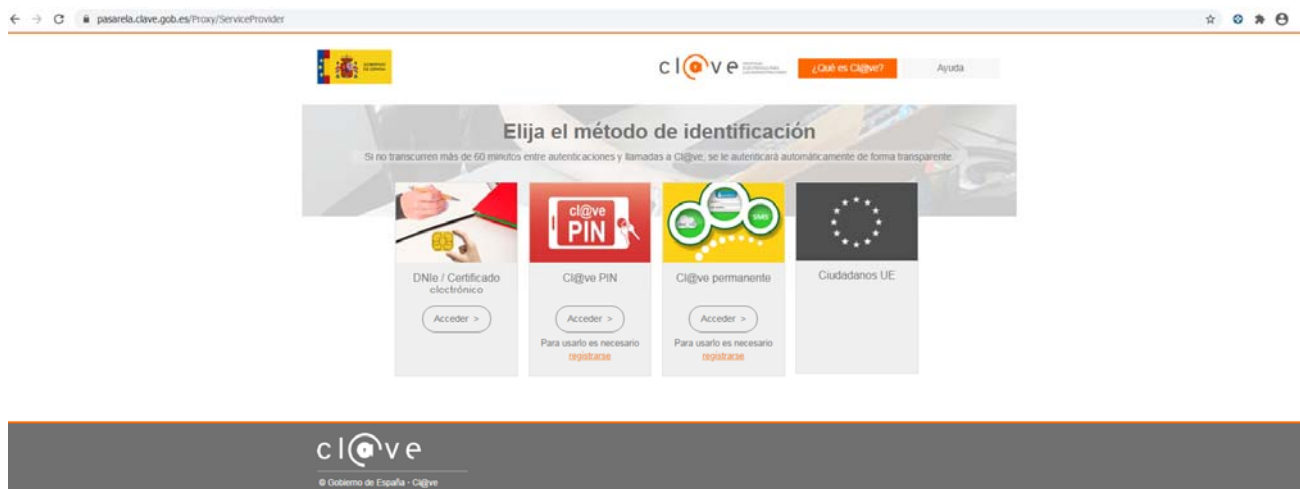 pasarela.clave.gob.es/Proxy/ServiceProvider
GOBIERNO
DE ESPAÑA
cl@ve
¿Qué es Cl@ve?
Ayuda
Elija el método de identificación
Si no transcurren más de 60 minutos entre autenticaciones y llamadas a Cl@ve, se le autenticará automáticamente de forma transparente.
cl@ve
PIN
SMS
DNIe / Certificado
electrónico
Acceder >
Cl@ve PIN
Acceder >
Para usarlo es necesario
registrarse
Cl@ve permanente
Acceder >
Para usarlo es necesario
registrarse
Ciudadanos UE
cl@ve
© Gobierno de España - Cl@ve